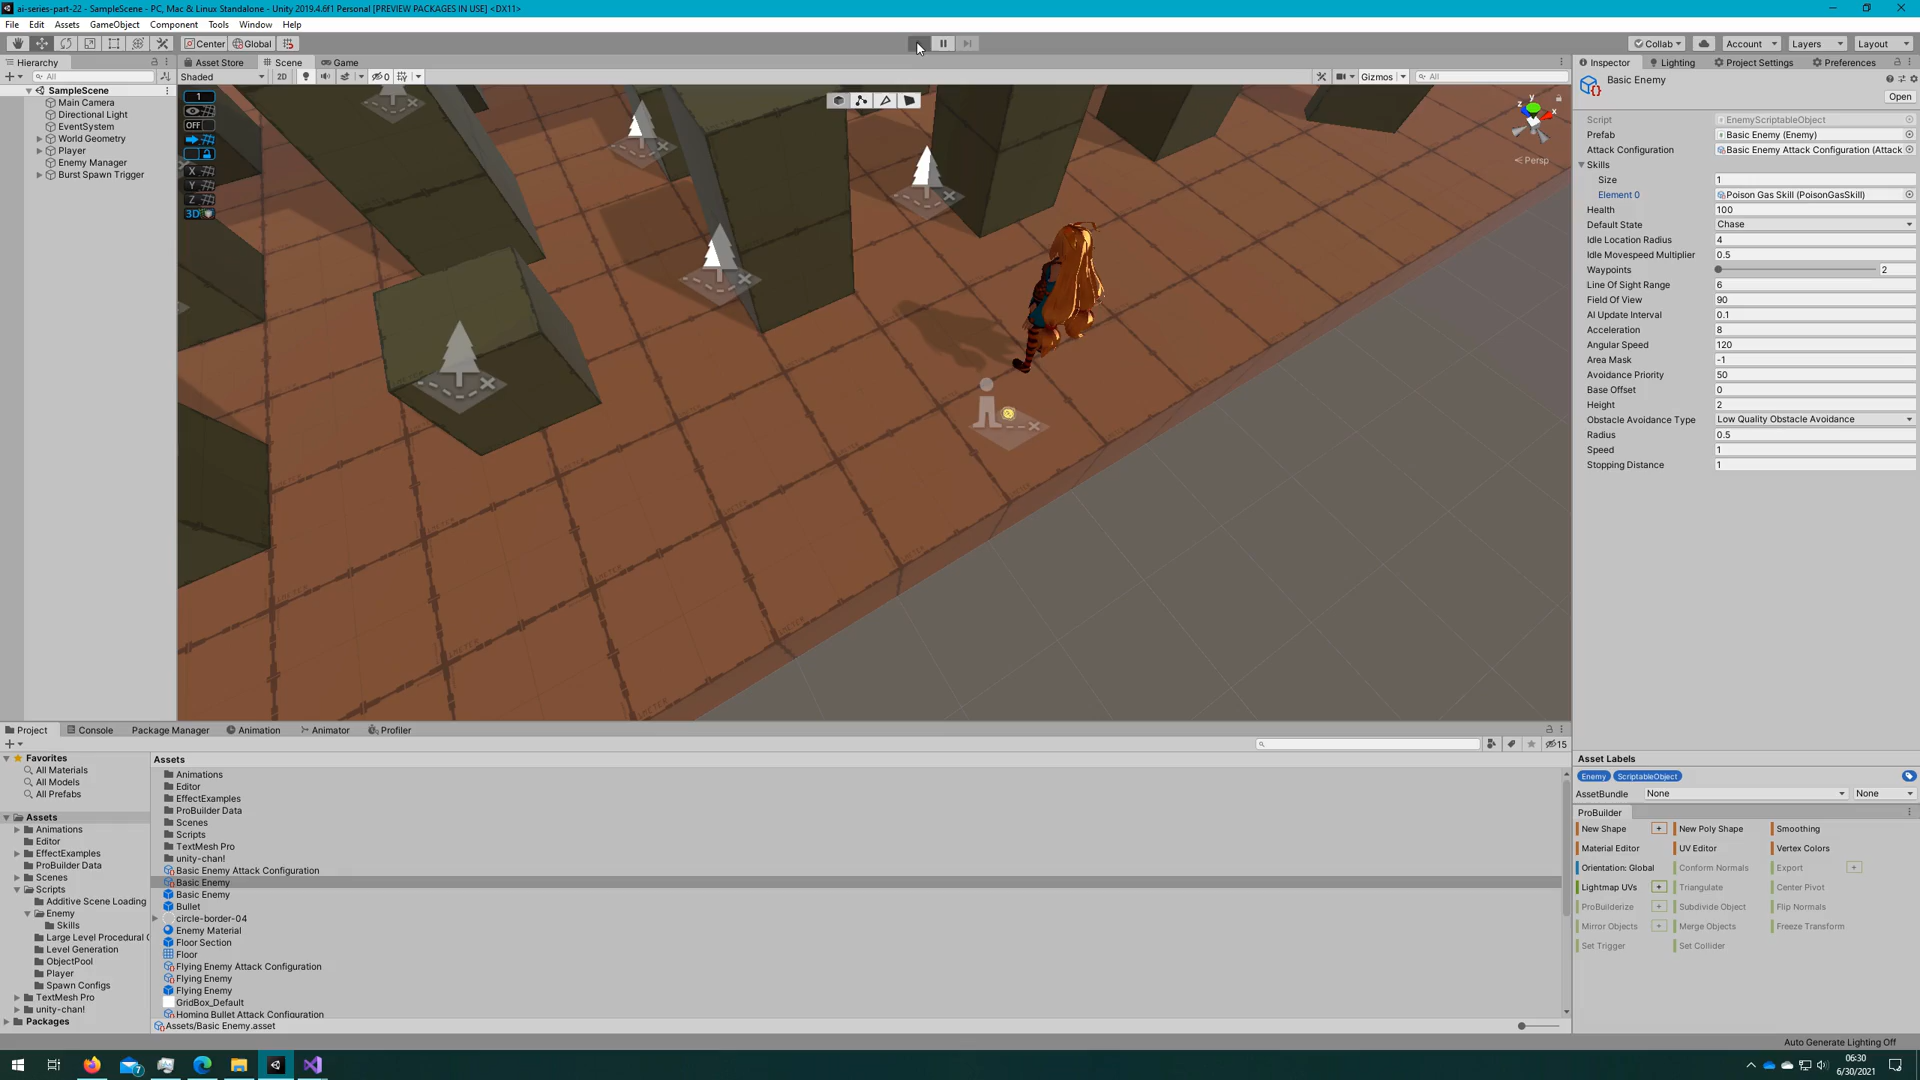 ai-series-part-22 - SampleScene - PC, Mac & Linux Standalone - Unity 2019.4.6f1 Personal [PREVIEW PACKAGES IN USE] <DX11>
File Edit Assets GameObject Component Tools Window Help
Center Global
Collab Account Layers Layout
Hierarchy
All
SampleScene
Main Camera
Directional Light
EventSystem
World Geometry
Player
Enemy Manager
Burst Spawn Trigger
Asset Store Scene Game
Shaded 2D 0 Gizmos All
1
OFF
X
Y
Z
3D
y
z x
Persp
Inspector Lighting Project Settings Preferences
Basic Enemy
Open
Script EnemyScriptableObject
Prefab Basic Enemy (Enemy)
Attack Configuration Basic Enemy Attack Configuration (Attack
Skills
Size 1
Element 0 Poison Gas Skill (PoisonGasSkill)
Health 100
Default State Chase
Idle Location Radius 4
Idle Movespeed Multiplier 0.5
Waypoints 2
Line Of Sight Range 6
Field Of View 90
AI Update Interval 0.1
Acceleration 8
Angular Speed 120
Area Mask -1
Avoidance Priority 50
Base Offset 0
Height 2
Obstacle Avoidance Type Low Quality Obstacle Avoidance
Radius 0.5
Speed 1
Stopping Distance 1
Project Console Package Manager Animation Animator Profiler
15
Favorites
All Materials
All Models
All Prefabs
Assets
Animations
Editor
EffectExamples
ProBuilder Data
Scenes
Scripts
Additive Scene Loading
Enemy
Skills
Large Level Procedural
Level Generation
ObjectPool
Player
Spawn Configs
TextMesh Pro
unity-chan!
Packages
Assets
Animations
Editor
EffectExamples
ProBuilder Data
Scenes
Scripts
TextMesh Pro
unity-chan!
Basic Enemy Attack Configuration
Basic Enemy
Basic Enemy
Bullet
circle-border-04
Enemy Material
Floor Section
Floor
Flying Enemy Attack Configuration
Flying Enemy
Flying Enemy
GridBox_Default
Homing Bullet Attack Configuration
Assets/Basic Enemy.asset
Asset Labels
Enemy ScriptableObject
AssetBundle None None
ProBuilder
New Shape New Poly Shape Smoothing
Material Editor UV Editor Vertex Colors
Orientation: Global Conform Normals Export
Lightmap UVs Triangulate Center Pivot
ProBuilderize Subdivide Object Flip Normals
Mirror Objects Merge Objects Freeze Transform
Set Trigger Set Collider
Auto Generate Lighting Off
7
06:30
6/30/2021